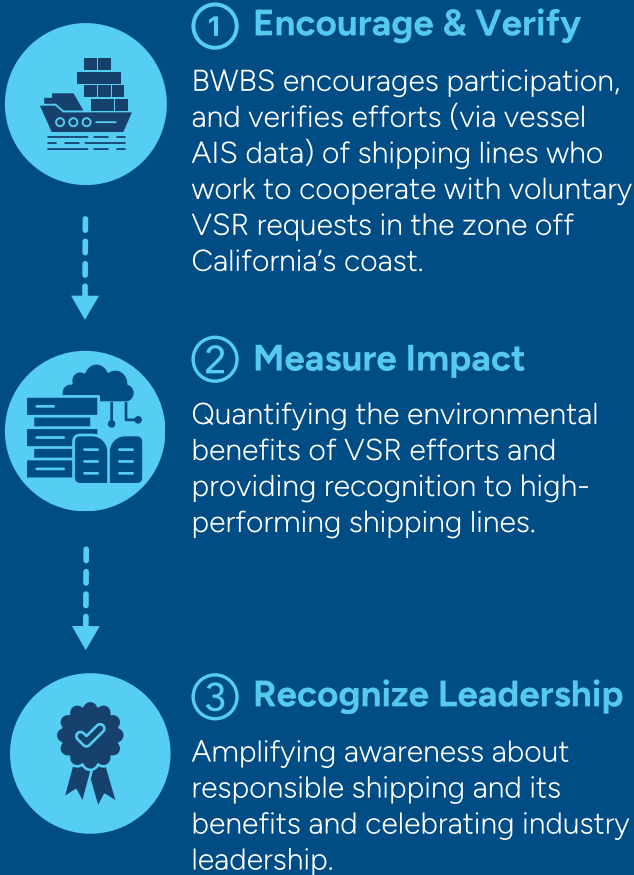 1 Encourage & Verify
BWBS encourages participation,
and verifies efforts (via vessel
AIS data) of shipping lines who
work to cooperate with voluntary
VSR requests in the zone off
California's coast.
2 Measure Impact
Quantifying the environmental
benefits of VSR efforts and
providing recognition to high-
performing shipping lines.
3 Recognize Leadership
Amplifying awareness about
responsible shipping and its
benefits and celebrating industry
leadership.